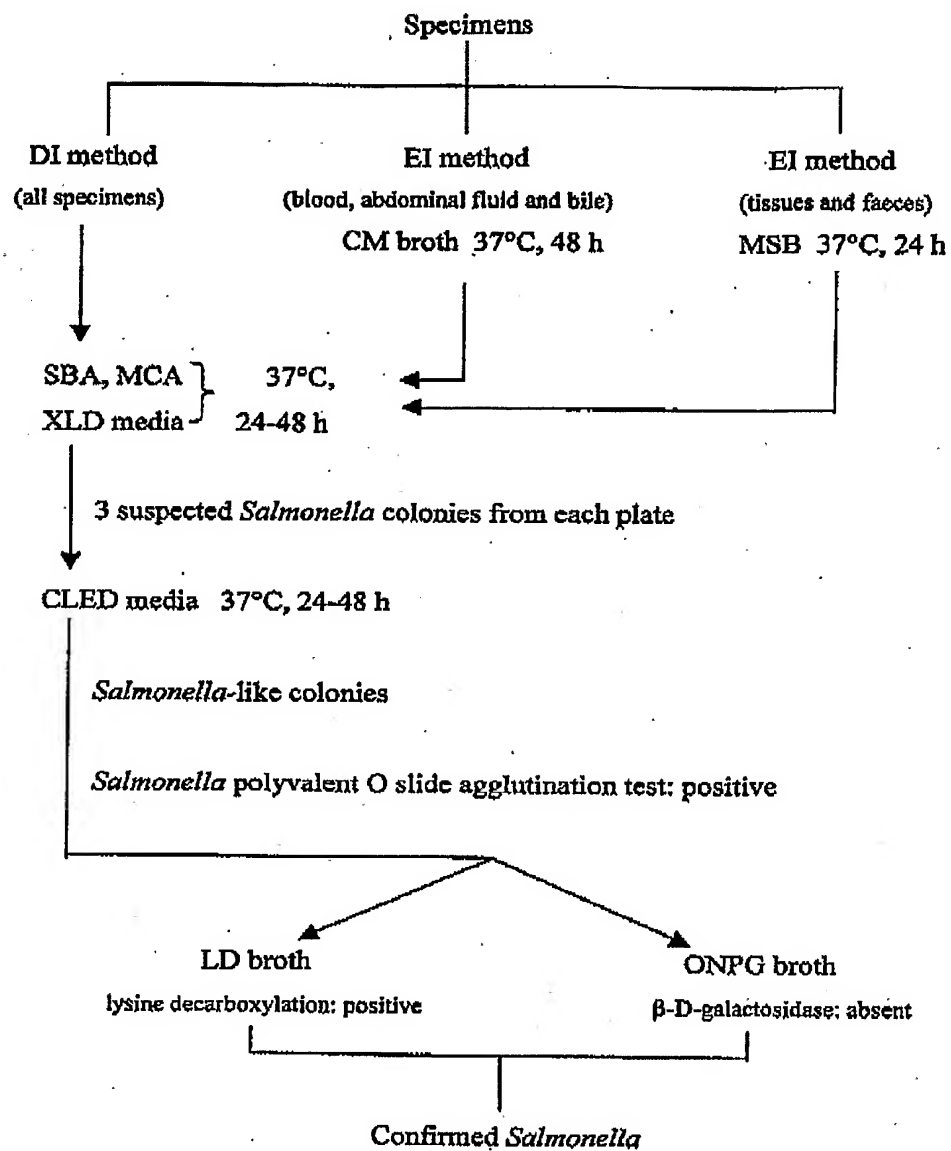 Specimens
DI method
(all specimens)
EI method
(blood, abdominal fluid and bile)
CM broth 37°C, 48 h
EI method
(tissues and faeces)
MSB 37°C, 24 h
SBA, MCA } 37°C,
XLD media 24-48 h
3 suspected Salmonella colonies from each plate
CLED media 37°C, 24-48 h
Salmonella-like colonies
Salmonella polyvalent O slide agglutination test: positive
LD broth
lysine decarboxylation: positive
ONPG broth
β-D-galactosidase: absent
Confirmed Salmonella